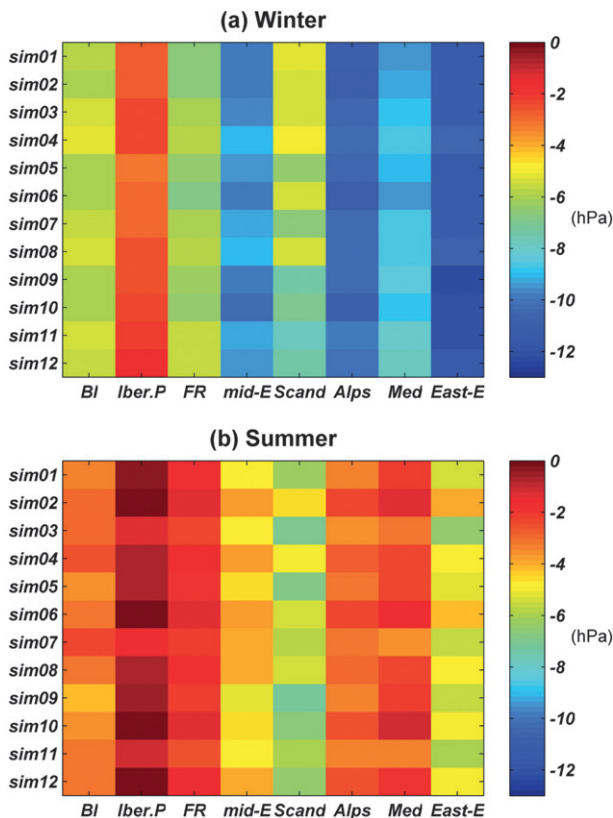 (a) Winter
sim01
sim02
sim03
sim04
sim05
sim06
sim07
sim08
sim09
sim10
sim11
sim12
BI Iber.P FR mid-E Scand Alps Med East-E
0
-2
-4
-6
(hPa)
-8
-10
-12
(b) Summer
sim01
sim02
sim03
sim04
sim05
sim06
sim07
sim08
sim09
sim10
sim11
sim12
BI Iber.P FR mid-E Scand Alps Med East-E
0
-2
-4
-6
(hPa)
-8
-10
-12